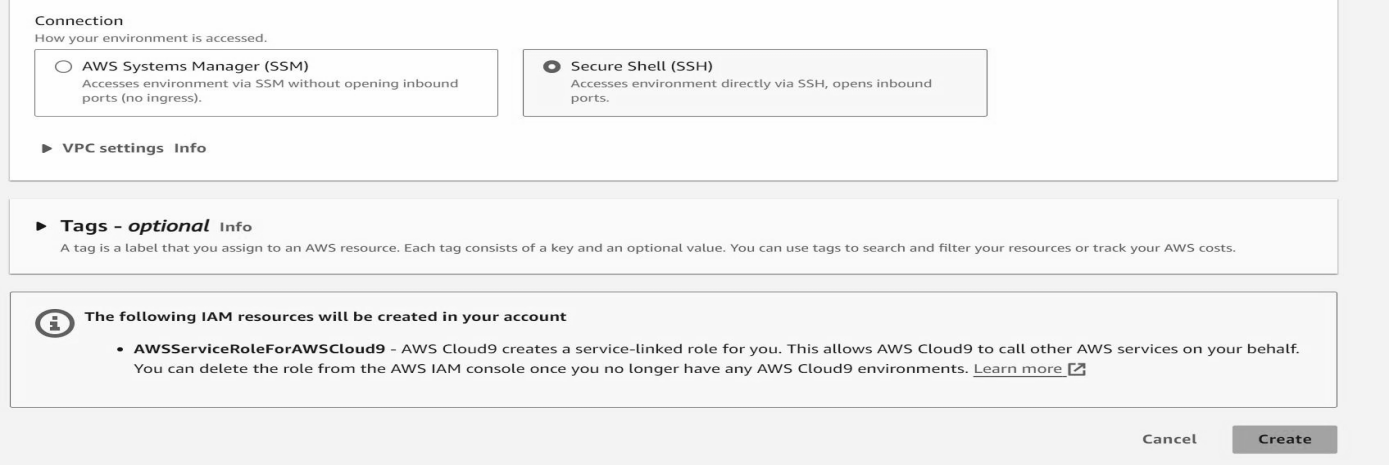 Connection
How your environment is accessed.
AWS Systems Manager (SSM)
Accesses environment via SSM without opening inbound
ports (no ingress).
Secure Shell (SSH)
Accesses environment directly via SSH, opens inbound
ports.
VPC settings Info
Tags - optional Info
A tag is a label that you assign to an AWS resource. Each tag consists of a key and an optional value. You can use tags to search and filter your resources or track your AWS costs.
The following IAM resources will be created in your account
• AWSServiceRoleForAWSCloud9 - AWS Cloud9 creates a service-linked role for you. This allows AWS Cloud9 to call other AWS services on your behalf.
You can delete the role from the AWS IAM console once you no longer have any AWS Cloud9 environments. Learn more
Cancel Create